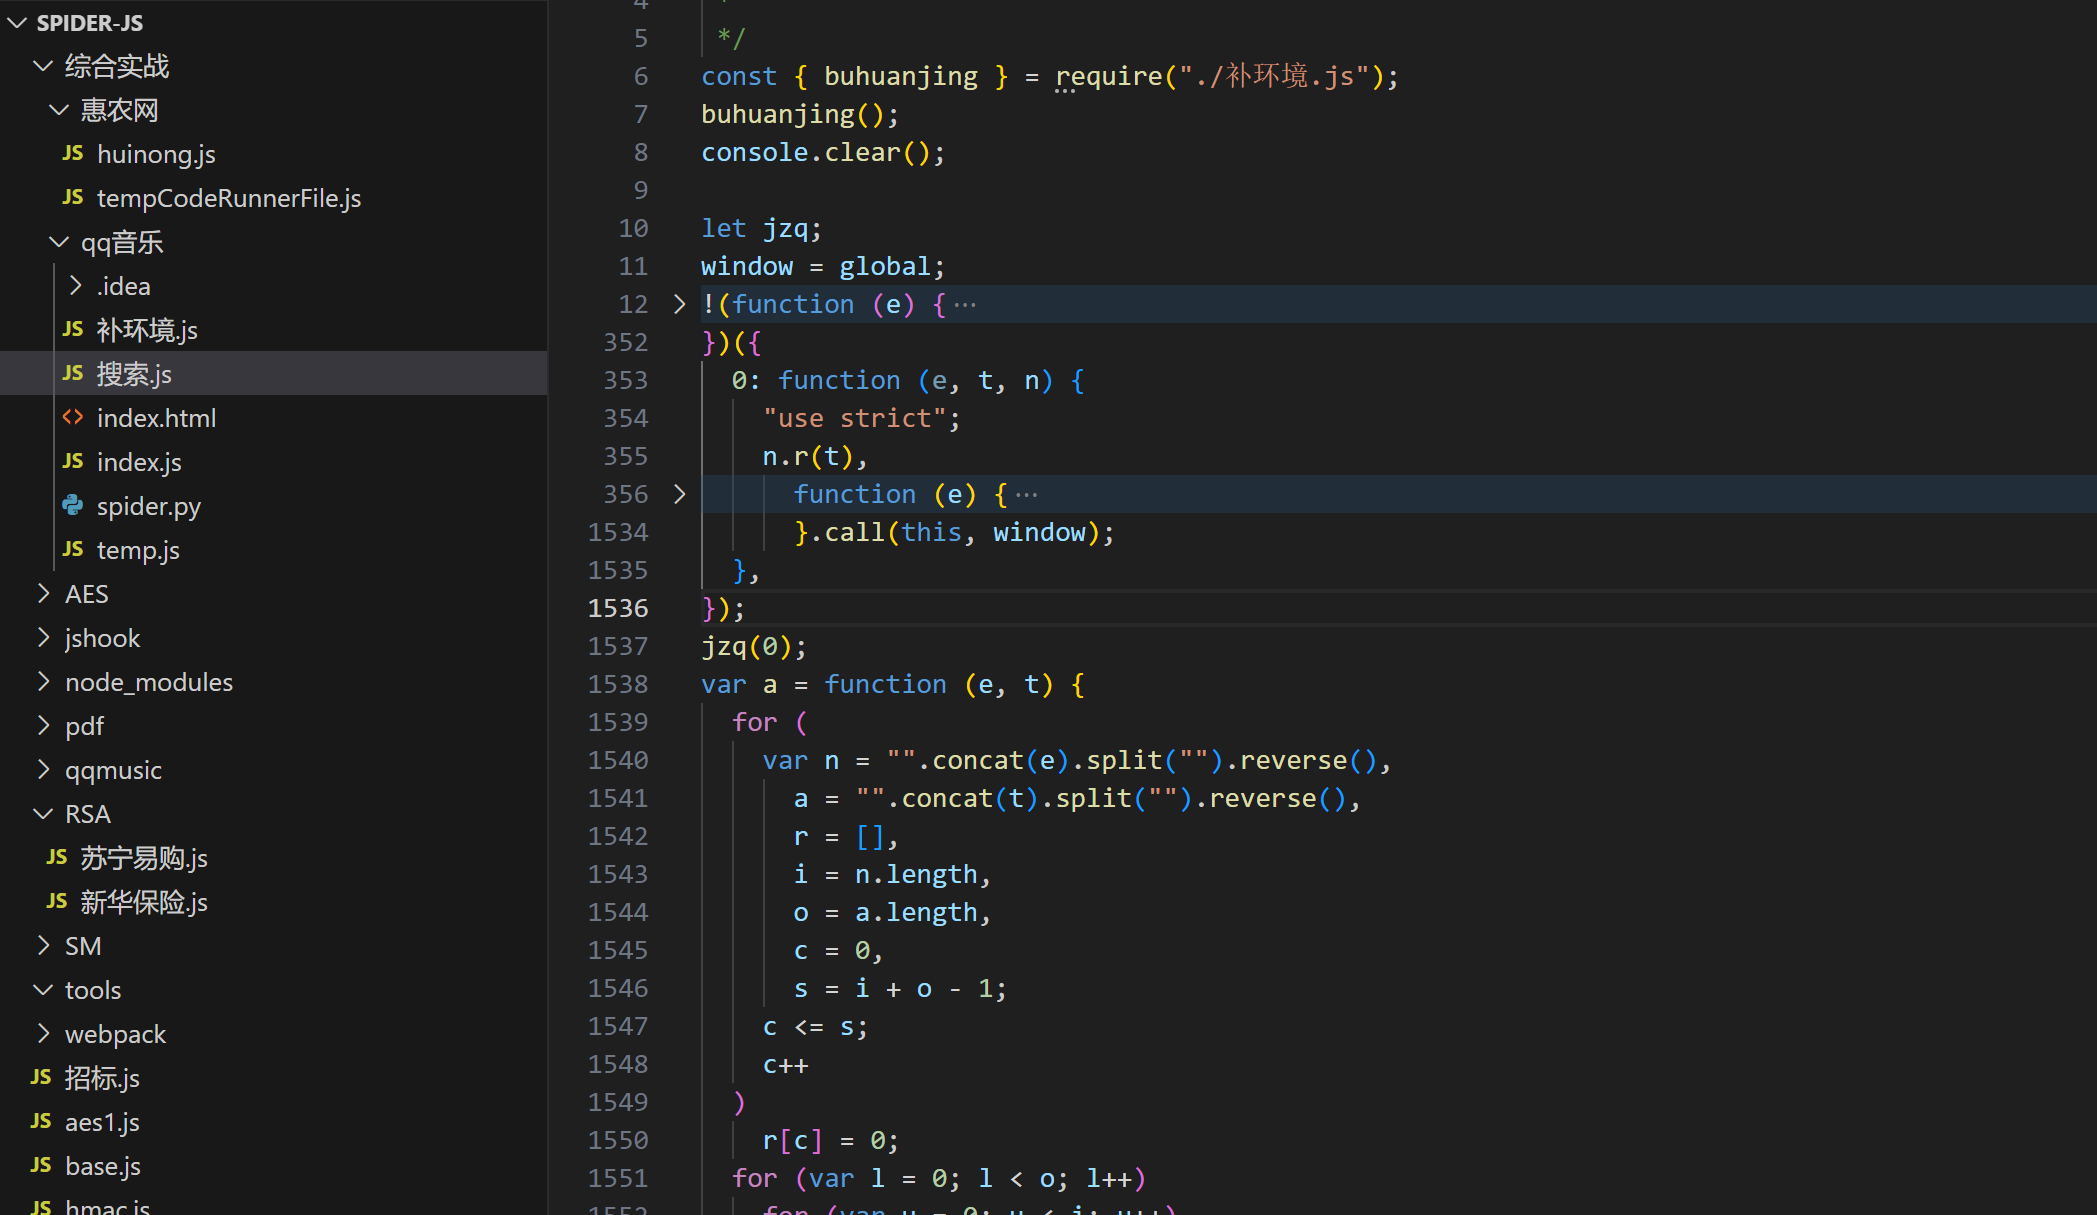 SPIDER-JS
综合实战
惠农网
JS huinong.js
JS tempCodeRunnerFile.js
qq音乐
.idea
JS 补环境.js
JS 搜索.js
index.html
JS index.js
spider.py
JS temp.js
AES
jshook
node_modules
pdf
qqmusic
RSA
JS 苏宁易购.js
JS 新华保险.js
SM
tools
webpack
JS 招标.js
JS aes1.js
JS base.js
JS hmac.js
4 *
5 */
6 const { buhuanjing } = require("./补环境.js");
7 buhuanjing();
8 console.clear();
9
10 let jzq;
11 window = global;
12 !(function (e) {⋯
352 })({
353 0: function (e, t, n) {
354 "use strict";
355 n.r(t),
356 function (e) {⋯
1534 }.call(this, window);
1535 },
1536 });
1537 jzq(0);
1538 var a = function (e, t) {
1539 for (
1540 var n = "".concat(e).split("").reverse(),
1541 a = "".concat(t).split("").reverse(),
1542 r = [],
1543 i = n.length,
1544 o = a.length,
1545 c = 0,
1546 s = i + o - 1;
1547 c <= s;
1548 c++
1549 )
1550 r[c] = 0;
1551 for (var l = 0; l < o; l++)
1552 for (var u = 0; u < i; u++)